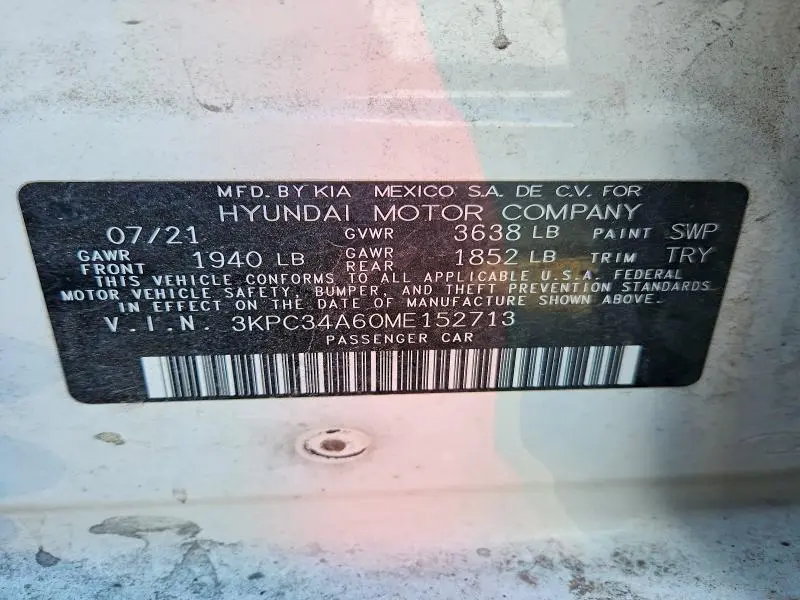 MFD. BY KIA MEXICO S.A. DE C.V. FOR
HYUNDAI MOTOR COMPANY
07/21 GVWR 3638 LB PAINT SWP
GAWR FRONT 1940 LB GAWR REAR 1852 LB TRIM TRY
THIS VEHICLE CONFORMS TO ALL APPLICABLE U.S.A. FEDERAL
MOTOR VEHICLE SAFETY, BUMPER, AND THEFT PREVENTION STANDARDS
IN EFFECT ON THE DATE OF MANUFACTURE SHOWN ABOVE.
V.I.N. 3KPC34A60ME152713
PASSENGER CAR